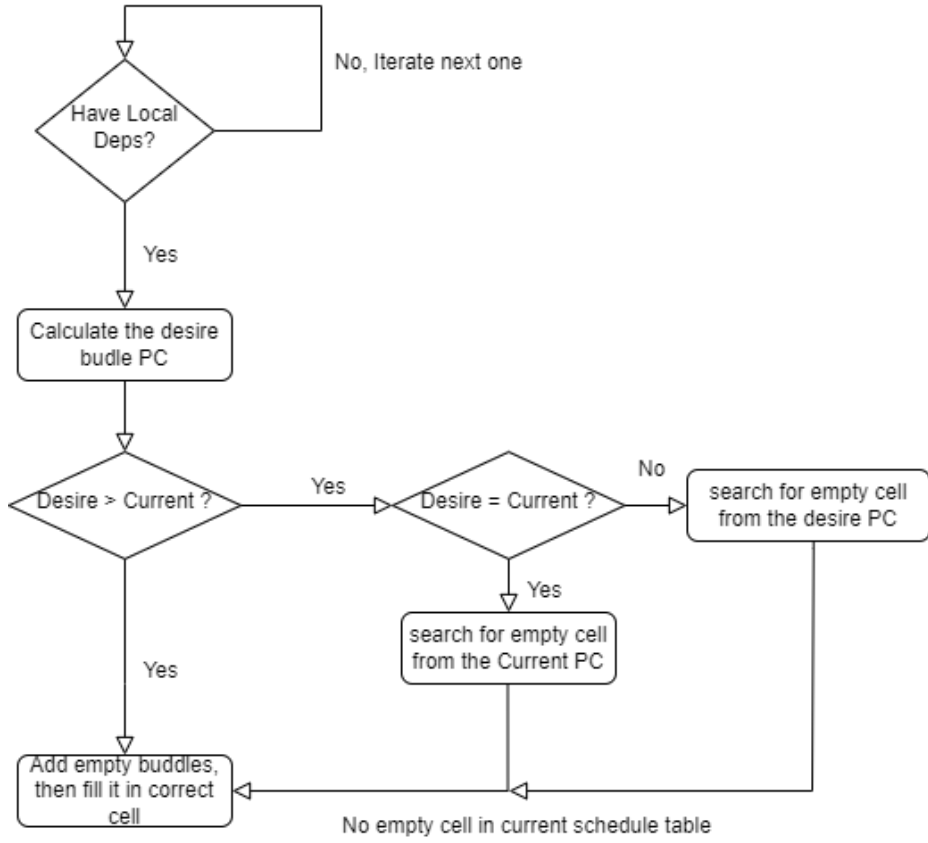 No, Iterate next one
Have Local
Deps?
Yes
Calculate the desire
budle PC
Desire > Current ?
Yes
Desire = Current ?
No
search for empty cell
from the desire PC
Yes
search for empty cell
from the Current PC
Yes
Add empty buddles,
then fill it in correct
cell
No empty cell in current schedule table